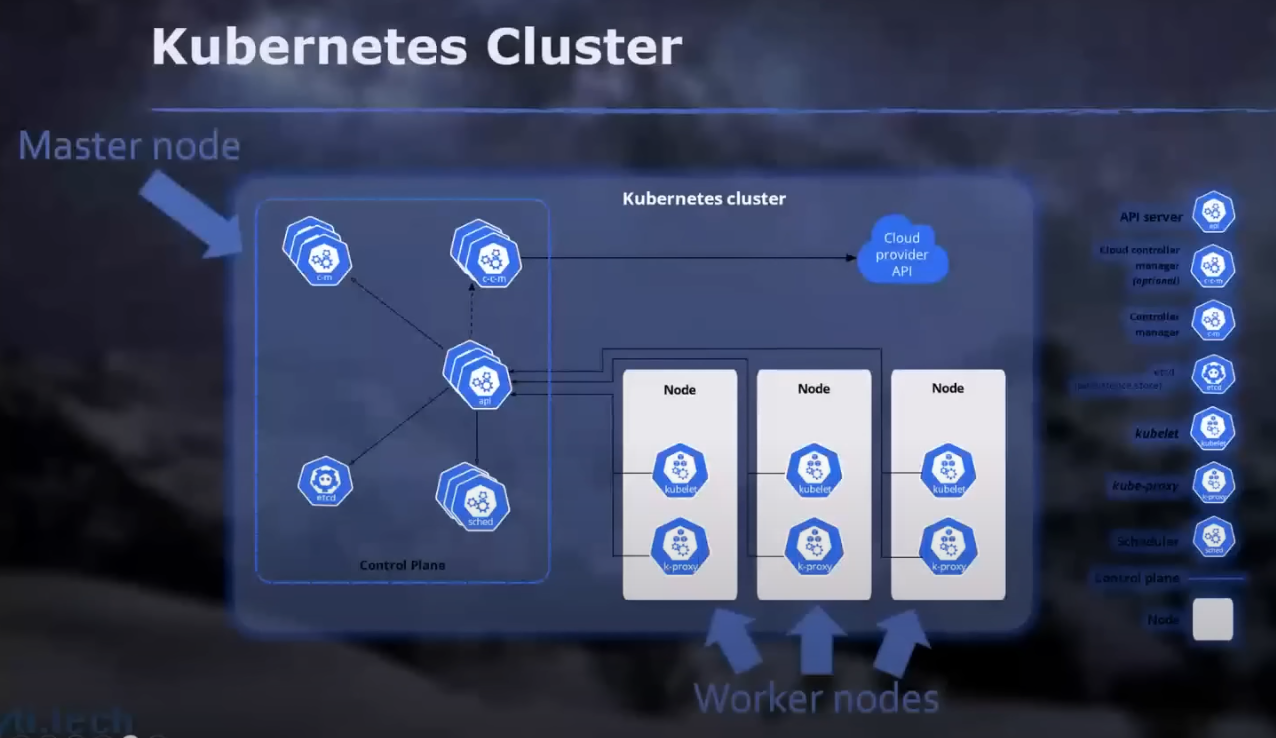 Kubernetes Cluster
Master node
Kubernetes cluster
c-m
c-c-m
Cloud
provider
API
api
etcd
sched
Control Plane
Node
kubelet
k-proxy
Node
kubelet
k-proxy
Node
kubelet
k-proxy
Worker nodes
API server
api
Cloud controller
manager
(optional)
c-c-m
Controller
manager
c-m
etcd
(persistence store)
etcd
kubelet
kubelet
kube-proxy
k-proxy
Scheduler
sched
Control plane
Node